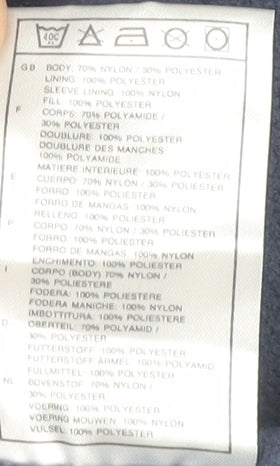 40C
GB BODY: 70% NYLON / 30% POLYESTER
LINING: 100% POLYESTER
SLEEVE LINING: 100% NYLON
FILL: 100% POLYESTER
F CORPS: 70% POLYAMIDE /
30% POLYESTER
DOUBLURE: 100% POLYESTER
DOUBLURE DES MANCHES:
100% POLYAMIDE
MATIERE INTERIEURE: 100% POLYESTER
E CUERPO: 70% NYLON / 30% POLIESTER
FORRO: 100% POLIESTER
FORRO DE MANGAS: 100% NYLON
RELLENO: 100% POLIESTER
P CORPO: 70% NYLON / 30% POLIESTER
FORRO: 100% POLIESTER
FORRO DE MANGAS: 100% NYLON
ENCHIMENTO: 100% POLIESTER
I CORPO (BODY) 70% NYLON /
30% POLIESTERE
FODERA: 100% POLIESTERE
FODERA MANICHE: 100% NYLON
IMBOTTITURA: 100% POLIESTERE
D OBERTEIL: 70% POLYAMID /
30% POLYESTER
FUTTERSTOFF: 100% POLYESTER
FUTTERSTOFF ARMEL: 100% POLYAMID
FULLMITTEL: 100% POLYESTER
NL BOVENSTOF: 70% NYLON /
30% POLYESTER
VOERING: 100% POLYESTER
VOERING MOUWEN: 100% NYLON
VULSEL: 100% POLYESTER